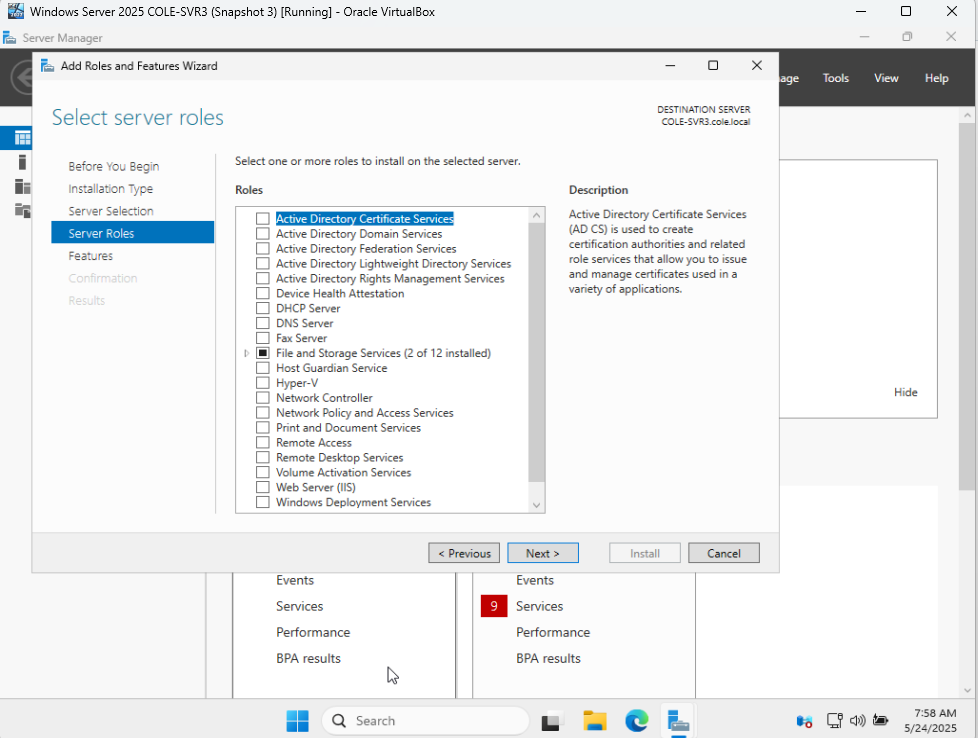 Windows Server 2025 COLE-SVR3 (Snapshot 3) [Running] - Oracle VirtualBox
Server Manager
Add Roles and Features Wizard
age Tools View Help
Select server roles
DESTINATION SERVER
COLE-SVR3.cole.local
Before You Begin
Installation Type
Server Selection
Server Roles
Features
Confirmation
Results
Select one or more roles to install on the selected server.
Roles
Active Directory Certificate Services
Active Directory Domain Services
Active Directory Federation Services
Active Directory Lightweight Directory Services
Active Directory Rights Management Services
Device Health Attestation
DHCP Server
DNS Server
Fax Server
File and Storage Services (2 of 12 installed)
Host Guardian Service
Hyper-V
Network Controller
Network Policy and Access Services
Print and Document Services
Remote Access
Remote Desktop Services
Volume Activation Services
Web Server (IIS)
Windows Deployment Services
Description
Active Directory Certificate Services
(AD CS) is used to create
certification authorities and related
role services that allow you to issue
and manage certificates used in a
variety of applications.
Hide
< Previous
Next >
Install
Cancel
Events
Services
Performance
BPA results
Events
9 Services
Performance
BPA results
Search
7:58 AM
5/24/2025